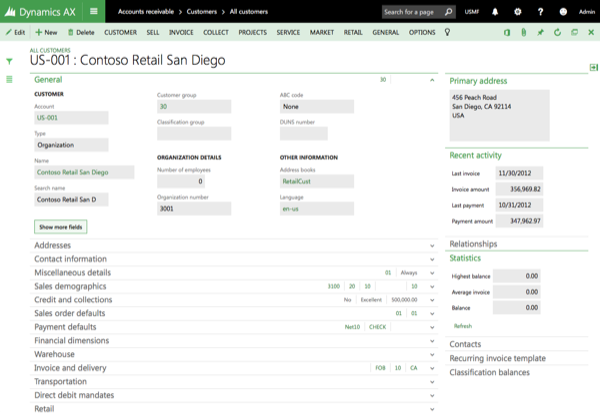 Dynamics AX
Accounts receivable > Customers > All customers
Search for a page
USMF
? Admin
Edit + New Delete CUSTOMER SELL INVOICE COLLECT PROJECTS SERVICE MARKET RETAIL GENERAL OPTIONS
ALL CUSTOMERS
US-001 : Contoso Retail San Diego
General 30
CUSTOMER
Account
US-001
Type
Organization
Name
Contoso Retail San Diego
Search name
Contoso Retail San D
Customer group
30
Classification group
ORGANIZATION DETAILS
Number of employees
0
Organization number
3001
ABC code
None
DUNS number
OTHER INFORMATION
Address books
RetailCust
Language
en-us
Show more fields
Addresses
Contact information
Miscellaneous details 01 Always
Sales demographics 3100 20 10 10
Credit and collections No Excellent 500,000.00
Sales order defaults 01 01
Payment defaults Net10 CHECK
Financial dimensions
Warehouse
Invoice and delivery FOB 10 CA
Transportation
Direct debit mandates
Retail
Primary address
456 Peach Road
San Diego, CA 92114
USA
Recent activity
Last invoice 11/30/2012
Invoice amount 356,969.82
Last payment 10/31/2012
Payment amount 347,962.97
Relationships
Statistics
Highest balance 0.00
Average invoice 0.00
Balance 0.00
Refresh
Contacts
Recurring invoice template
Classification balances